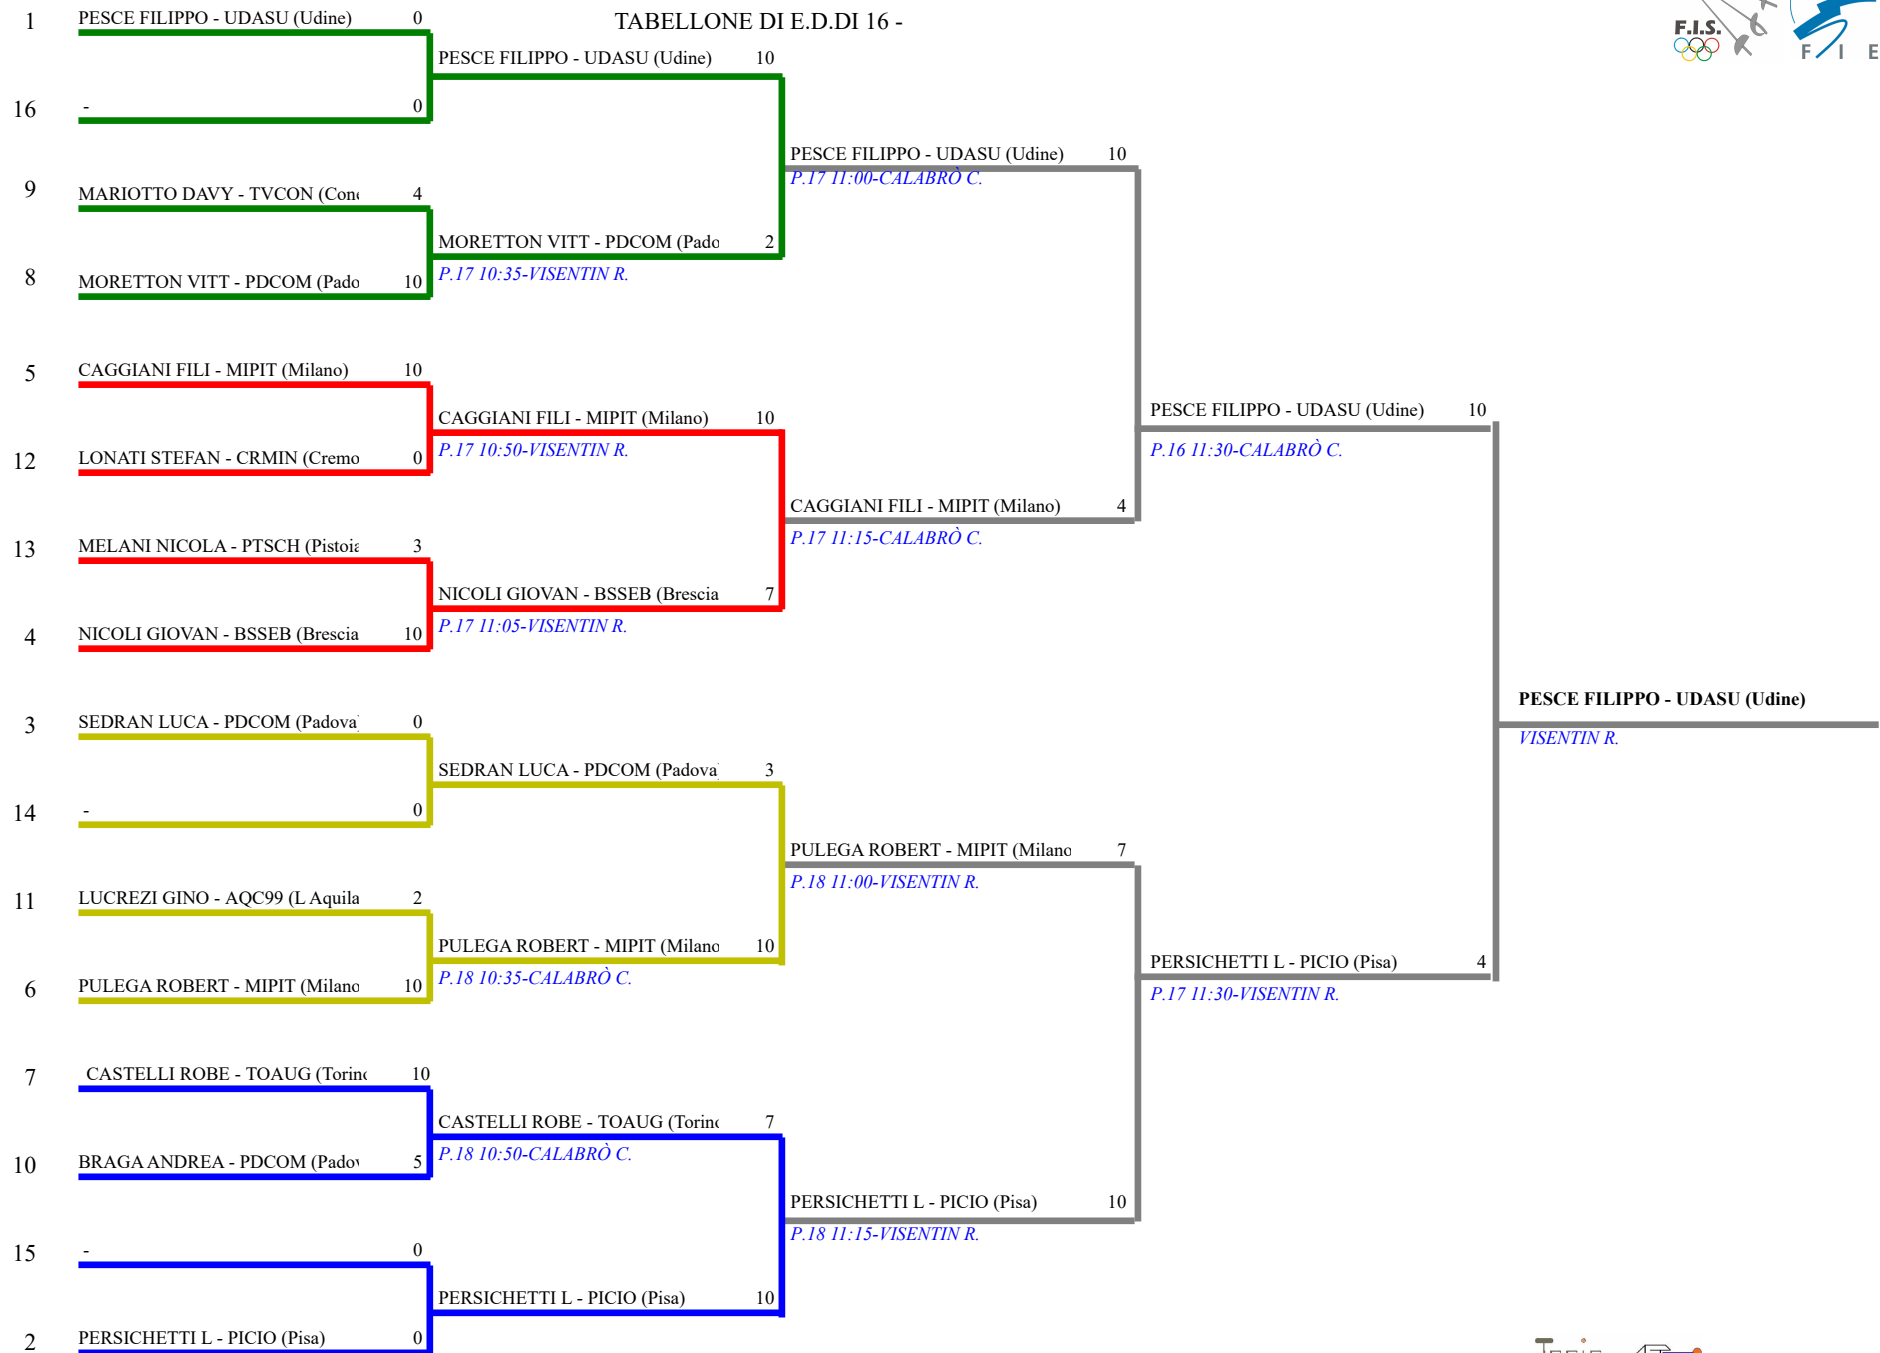 TABELLONE DI E.D.DI 16 -
F.I.S.
F I E
1 PESCE FILIPPO - UDASU (Udine) 0
PESCE FILIPPO - UDASU (Udine) 10
16 - 0
PESCE FILIPPO - UDASU (Udine) 10
P.17 11:00-CALABRÒ C.
9 MARIOTTO DAVY - TVCON (Cone 4
MORETTON VITT - PDCOM (Pado 2
P.17 10:35-VISENTIN R.
8 MORETTON VITT - PDCOM (Pado 10
5 CAGGIANI FILI - MIPIT (Milano) 10
CAGGIANI FILI - MIPIT (Milano) 10
P.17 10:50-VISENTIN R.
PESCE FILIPPO - UDASU (Udine) 10
P.16 11:30-CALABRÒ C.
12 LONATI STEFAN - CRMIN (Cremo 0
CAGGIANI FILI - MIPIT (Milano) 4
P.17 11:15-CALABRÒ C.
13 MELANI NICOLA - PTSCH (Pistoia 3
NICOLI GIOVAN - BSSEB (Brescia 7
P.17 11:05-VISENTIN R.
4 NICOLI GIOVAN - BSSEB (Brescia 10
PESCE FILIPPO - UDASU (Udine)
VISENTIN R.
3 SEDRAN LUCA - PDCOM (Padova) 0
SEDRAN LUCA - PDCOM (Padova) 3
14 - 0
PULEGA ROBERT - MIPIT (Milano 7
P.18 11:00-VISENTIN R.
11 LUCREZI GINO - AQC99 (L Aquila 2
PULEGA ROBERT - MIPIT (Milano 10
P.18 10:35-CALABRÒ C.
PERSICHETTI L - PICIO (Pisa) 4
P.17 11:30-VISENTIN R.
6 PULEGA ROBERT - MIPIT (Milano 10
7 CASTELLI ROBE - TOAUG (Torino 10
CASTELLI ROBE - TOAUG (Torino 7
P.18 10:50-CALABRÒ C.
10 BRAGA ANDREA - PDCOM (Padov 5
PERSICHETTI L - PICIO (Pisa) 10
P.18 11:15-VISENTIN R.
15 - 0
PERSICHETTI L - PICIO (Pisa) 10
2 PERSICHETTI L - PICIO (Pisa) 0